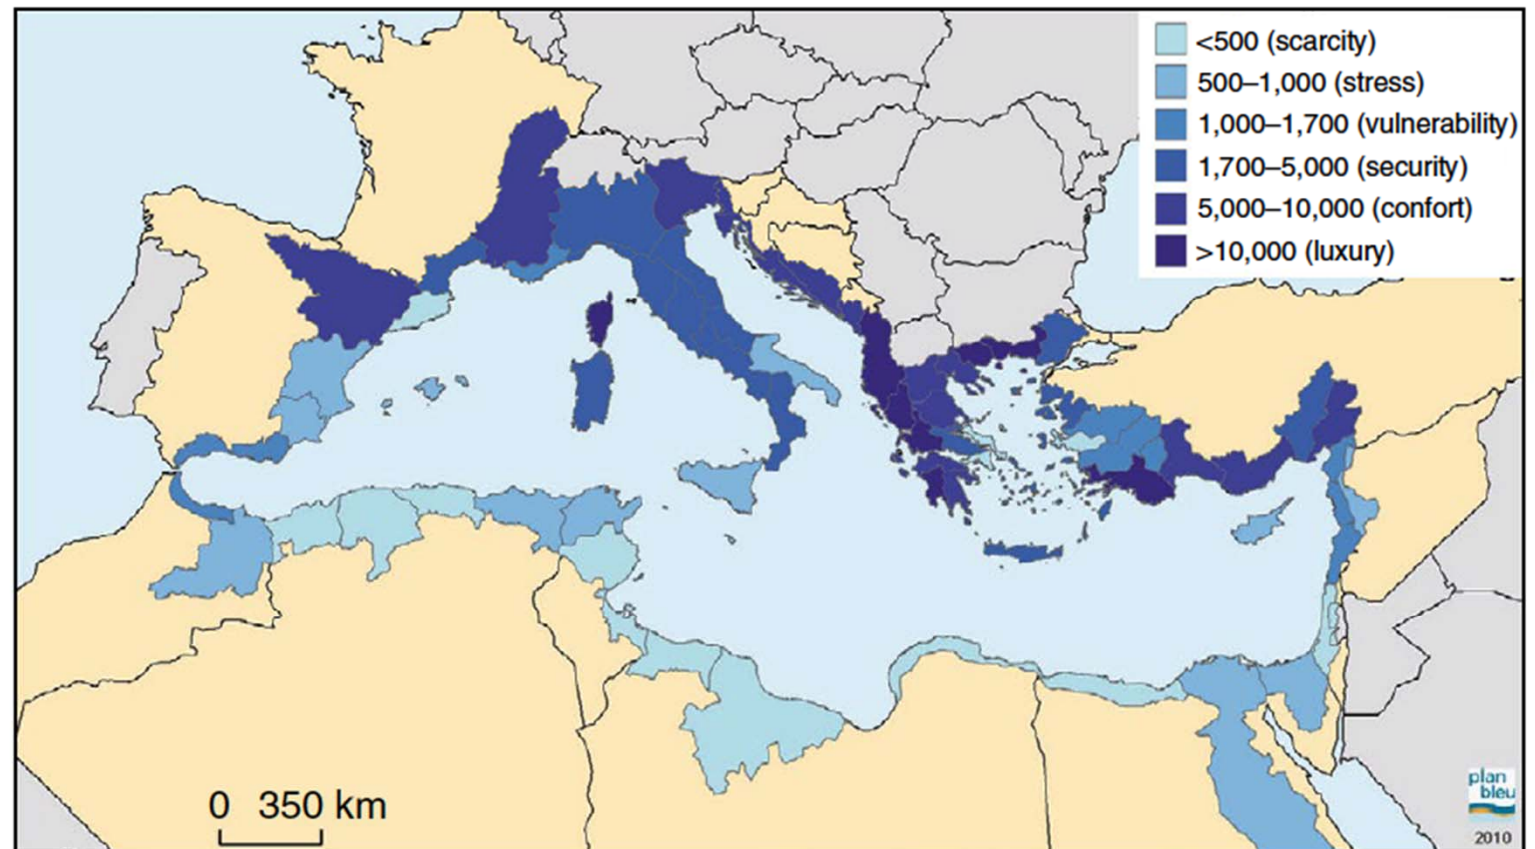 <500 (scarcity)
500–1,000 (stress)
1,000–1,700 (vulnerability)
1,700–5,000 (security)
5,000–10,000 (confort)
>10,000 (luxury)
0 350 km
plan
bleu
2010